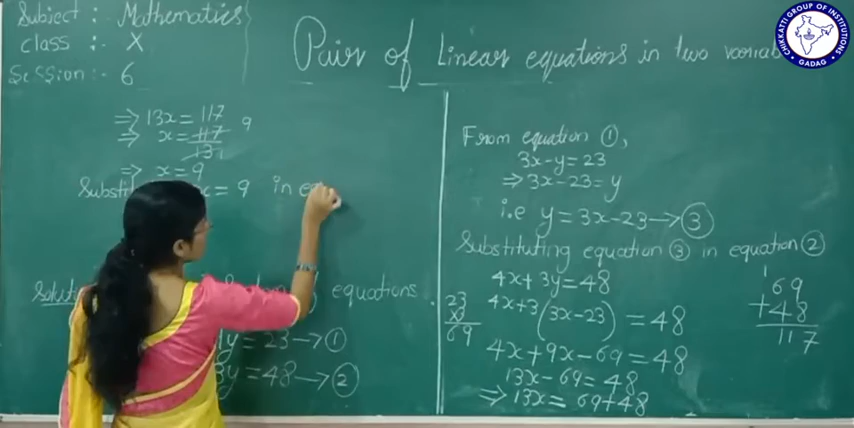 Subject :. Mathematics
Class :. X
Session :- 6
Pair of Linear equations in two variab
CHIKKATTI GROUP OF INSTITUTIONS
GADAG
⇒ 13x = 117
⇒ x = 117/13 9
⇒ x = 9
x = 9 in
equations.
y = 23 → ①
y = 48 → ②
From equation ①,
3x-y=23
⇒ 3x-23=y
i.e y = 3x-23 → ③
Substituting equation ③ in equation ②
4x+3y=48
4x+3(3x-23) = 48
4x+9x-69 = 48
13x-69 = 48
⇒ 13x = 69+48
23
x3
69
1
69
+48
117